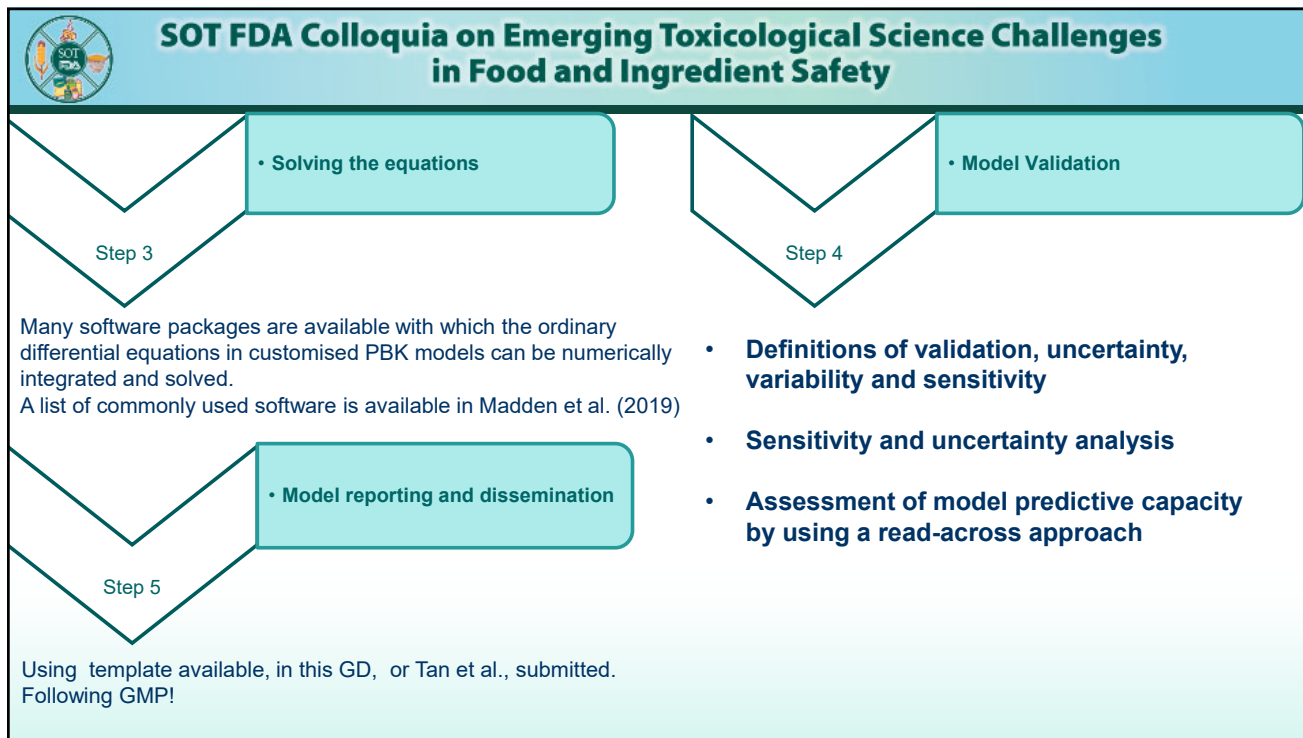 SOT
FDA
SOT FDA Colloquia on Emerging Toxicological Science Challenges
in Food and Ingredient Safety
• Solving the equations
Step 3
Many software packages are available with which the ordinary
differential equations in customised PBK models can be numerically
integrated and solved.
A list of commonly used software is available in Madden et al. (2019)
• Model Validation
Step 4
• Definitions of validation, uncertainty,
variability and sensitivity
• Sensitivity and uncertainty analysis
• Assessment of model predictive capacity
by using a read-across approach
• Model reporting and dissemination
Step 5
Using template available, in this GD, or Tan et al., submitted.
Following GMP!